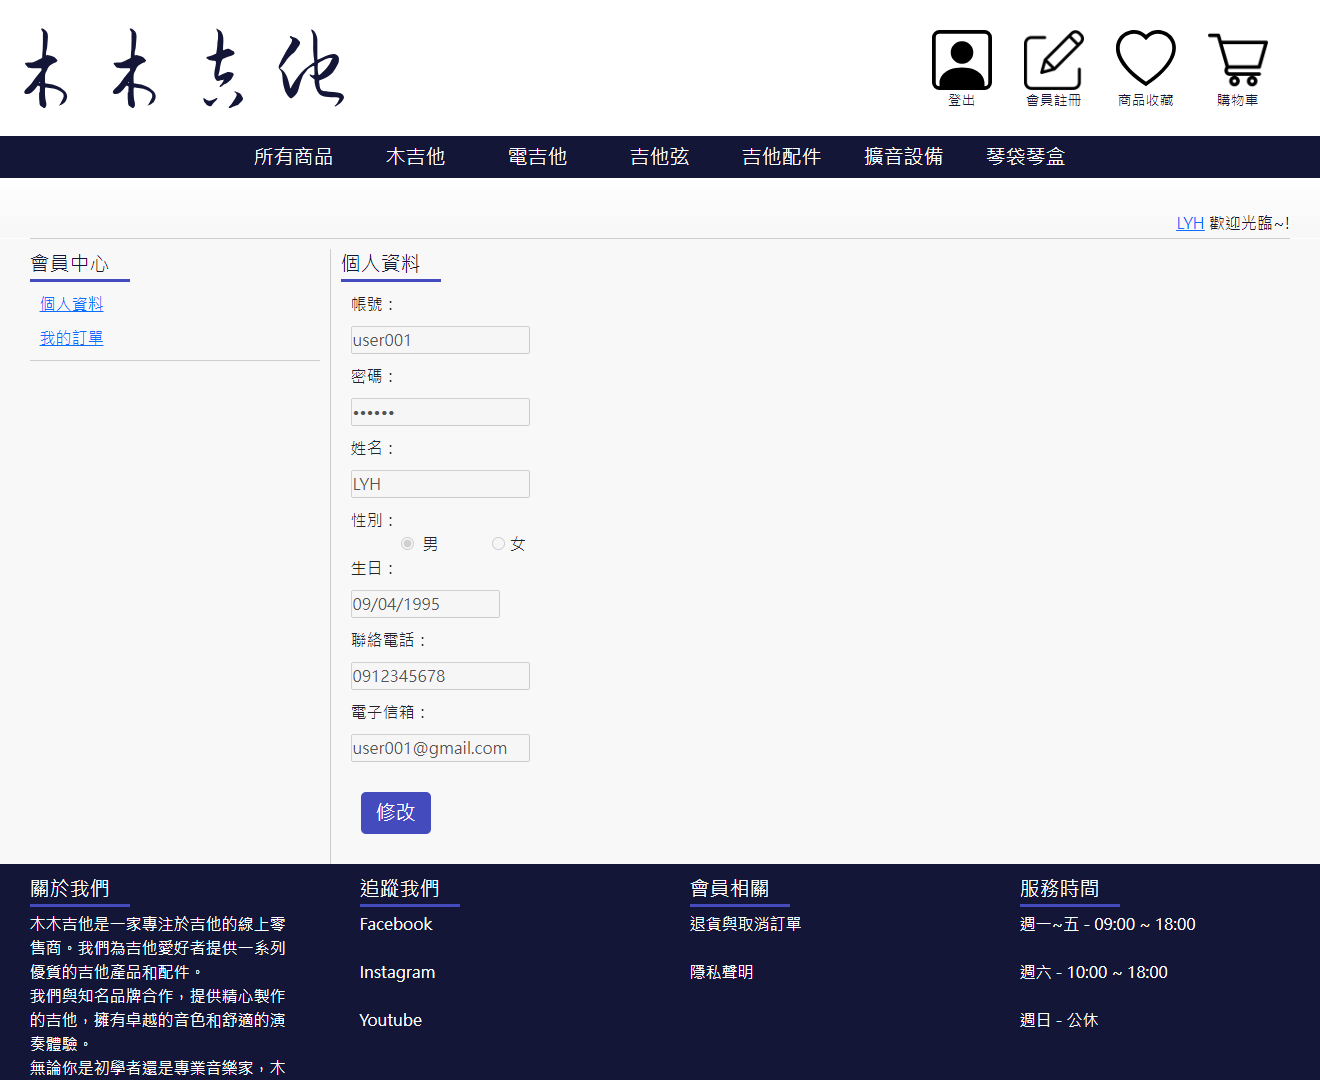 木木吉他
登出
會員註冊
商品收藏
購物車
所有商品
木吉他
電吉他
吉他弦
吉他配件
擴音設備
琴袋琴盒
LYH 歡迎光臨~!
會員中心
個人資料
我的訂單
個人資料
帳號：
user001
密碼：
••••••
姓名：
LYH
性別：
男 女
生日：
09/04/1995
聯絡電話：
0912345678
電子信箱：
user001@gmail.com
修改
關於我們
木木吉他是一家專注於吉他的線上零
售商。我們為吉他愛好者提供一系列
優質的吉他產品和配件。
我們與知名品牌合作，提供精心製作
的吉他，擁有卓越的音色和舒適的演
奏體驗。
無論你是初學者還是專業音樂家，木
追蹤我們
Facebook
Instagram
Youtube
會員相關
退貨與取消訂單
隱私聲明
服務時間
週一~五 - 09:00 ~ 18:00
週六 - 10:00 ~ 18:00
週日 - 公休